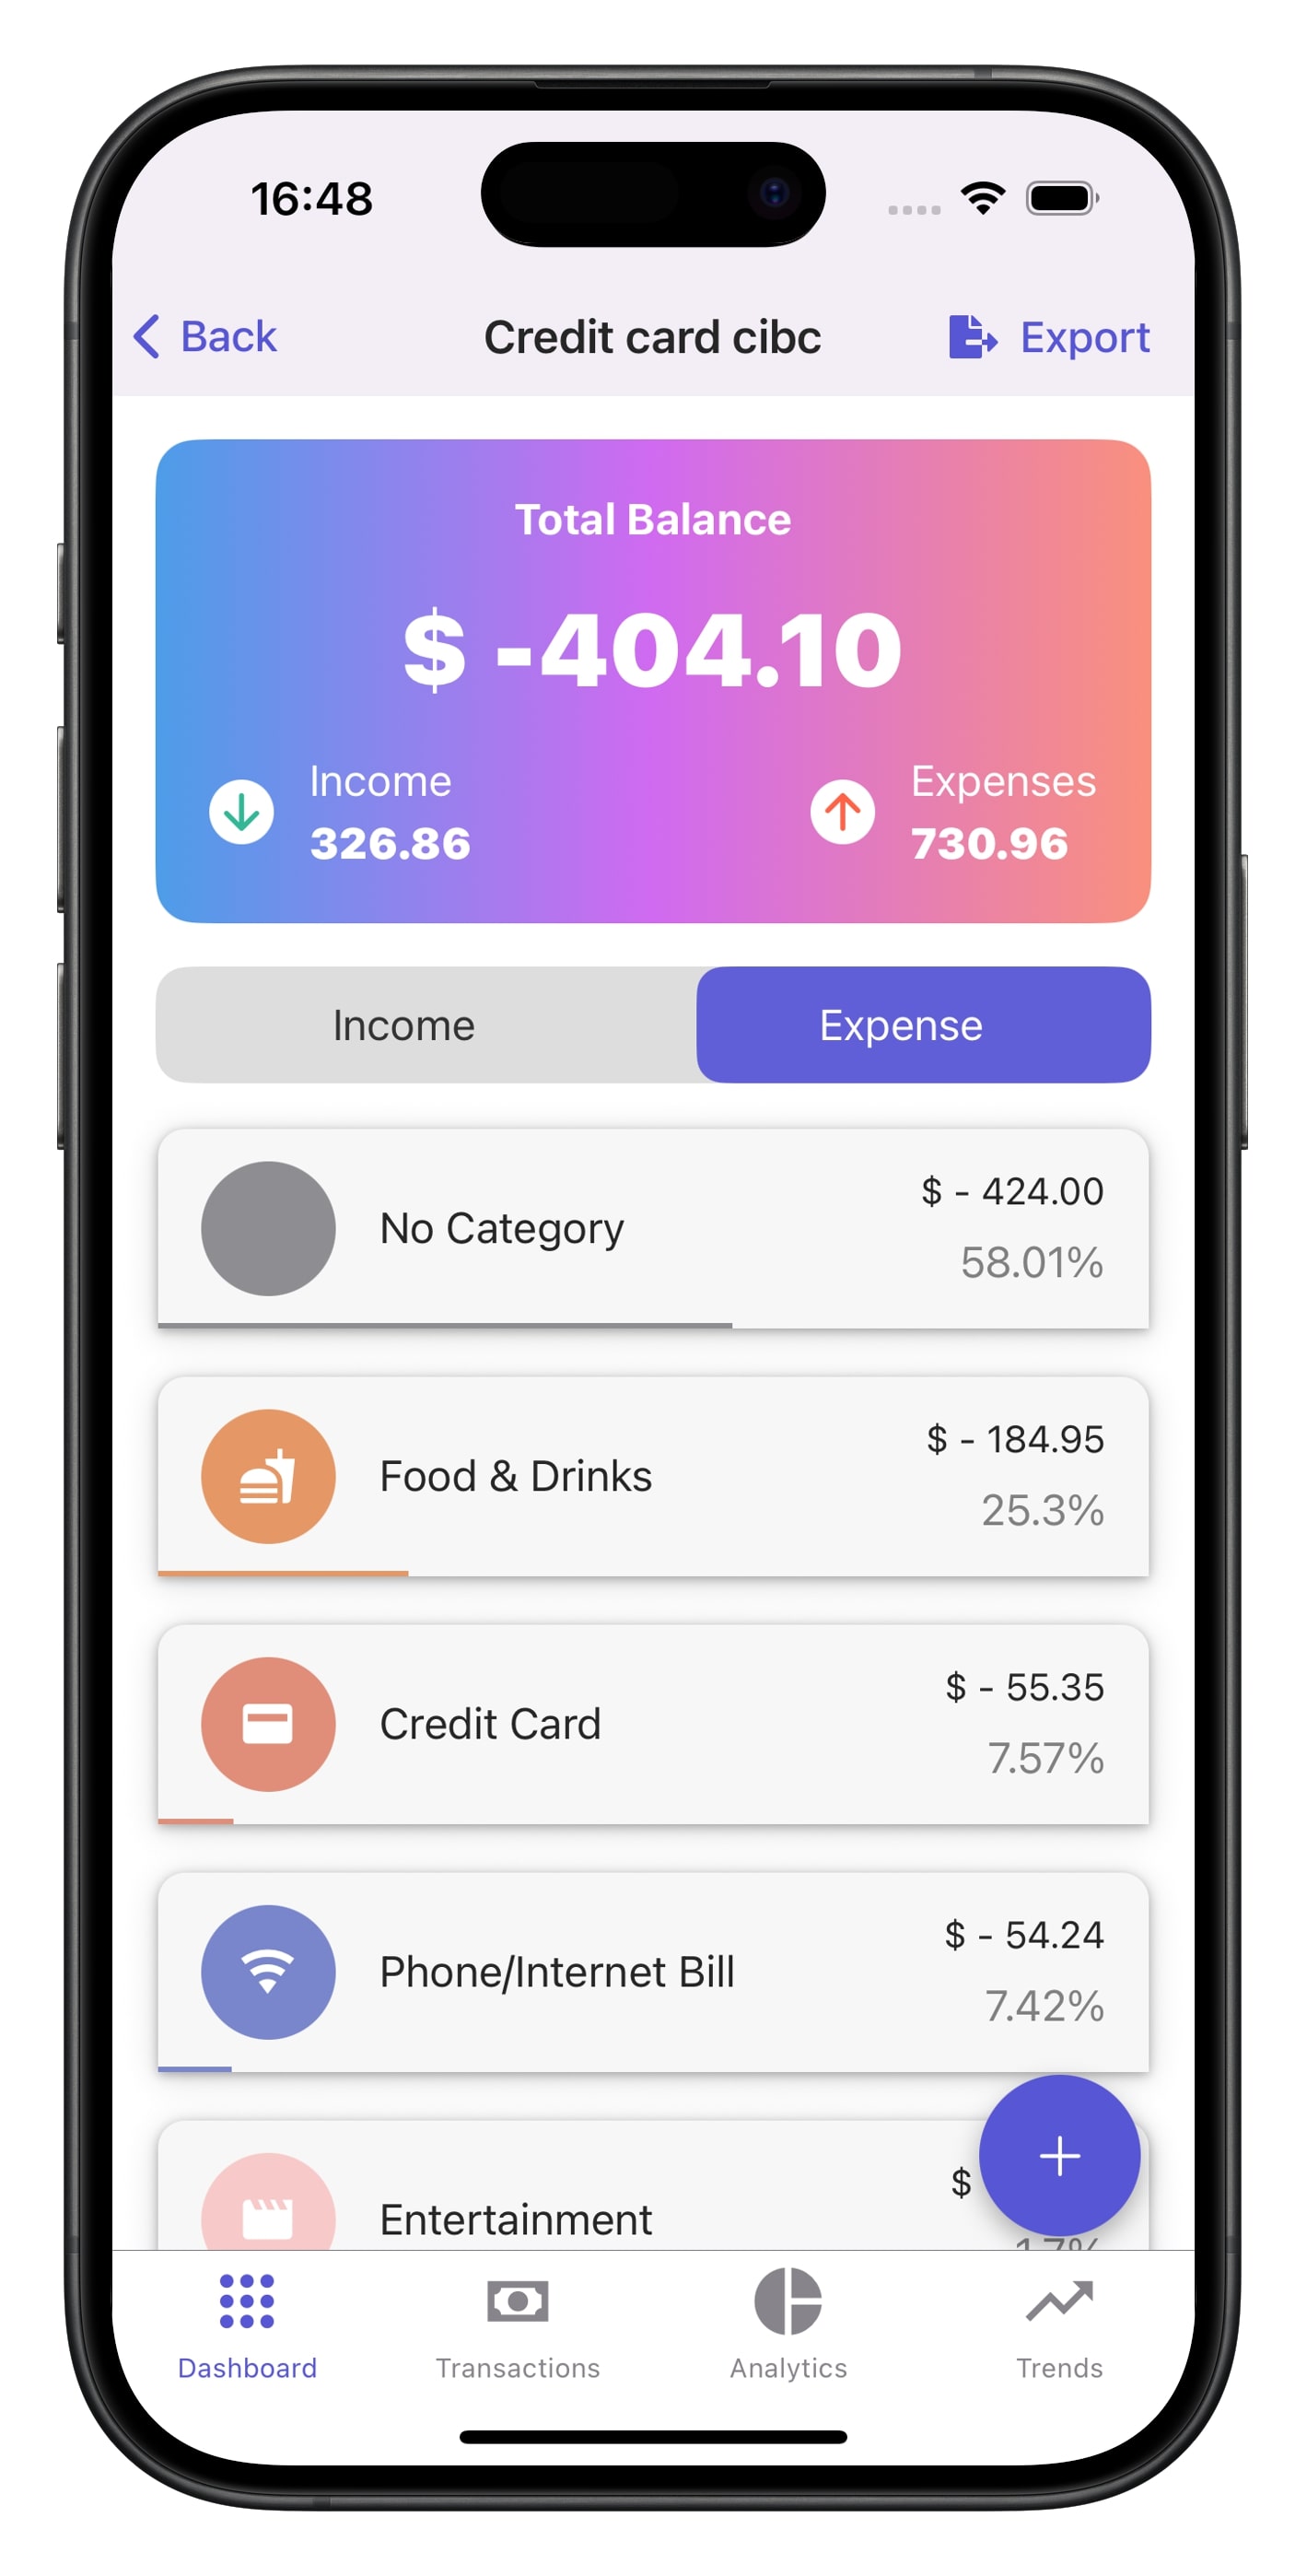 16:48
Back
Credit card cibc
Export
Total Balance
$ -404.10
Income
326.86
Expenses
730.96
Income
Expense
No Category
$ - 424.00
58.01%
Food & Drinks
$ - 184.95
25.3%
Credit Card
$ - 55.35
7.57%
Phone/Internet Bill
$ - 54.24
7.42%
Entertainment
$
1.7%
Dashboard
Transactions
Analytics
Trends